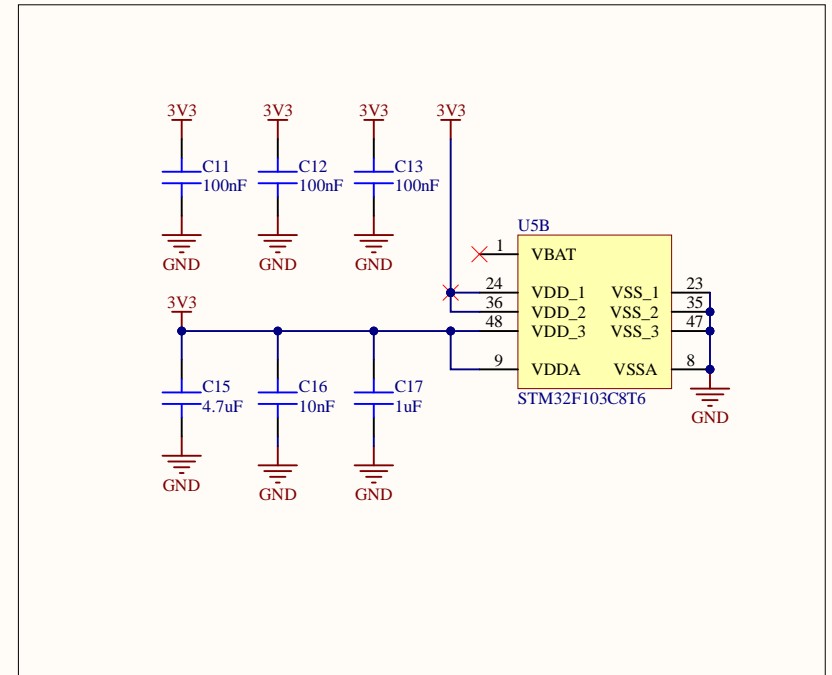 3V3 3V3 3V3 3V3
C11 C12 C13
100nF 100nF 100nF
GND GND GND
U5B
1 VBAT
24 VDD_1 VSS_1 23
36 VDD_2 VSS_2 35
48 VDD_3 VSS_3 47
9 VDDA VSSA 8
STM32F103C8T6
GND
3V3
C15 C16 C17
4.7uF 10nF 1uF
GND GND GND